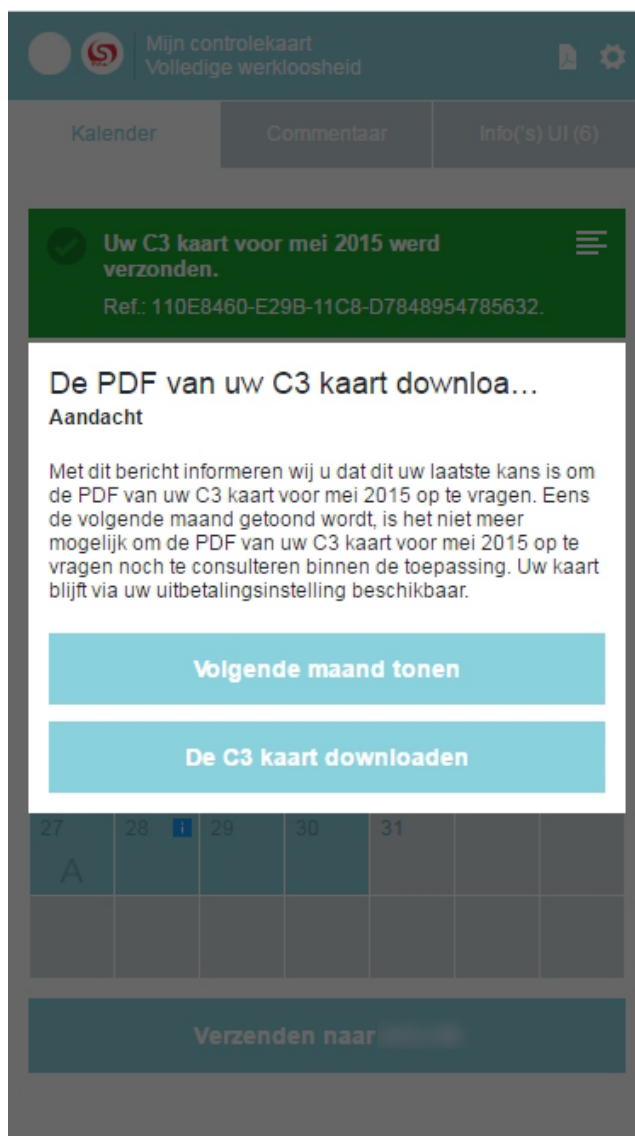 Mijn controlekaart
Volledige werkloosheid
Kalender
Commentaar
Info('s) UI (6)
Uw C3 kaart voor mei 2015 werd
verzonden.
Ref.: 110E8460-E29B-11C8-D7848954785632.
De PDF van uw C3 kaart downloa...
Aandacht
Met dit bericht informeren wij u dat dit uw laatste kans is om
de PDF van uw C3 kaart voor mei 2015 op te vragen. Eens
de volgende maand getoond wordt, is het niet meer
mogelijk om de PDF van uw C3 kaart voor mei 2015 op te
vragen noch te consulteren binnen de toepassing. Uw kaart
blijft via uw uitbetalingsinstelling beschikbaar.
Volgende maand tonen
De C3 kaart downloaden
27 28 i 29 30 31
A
Verzenden naar